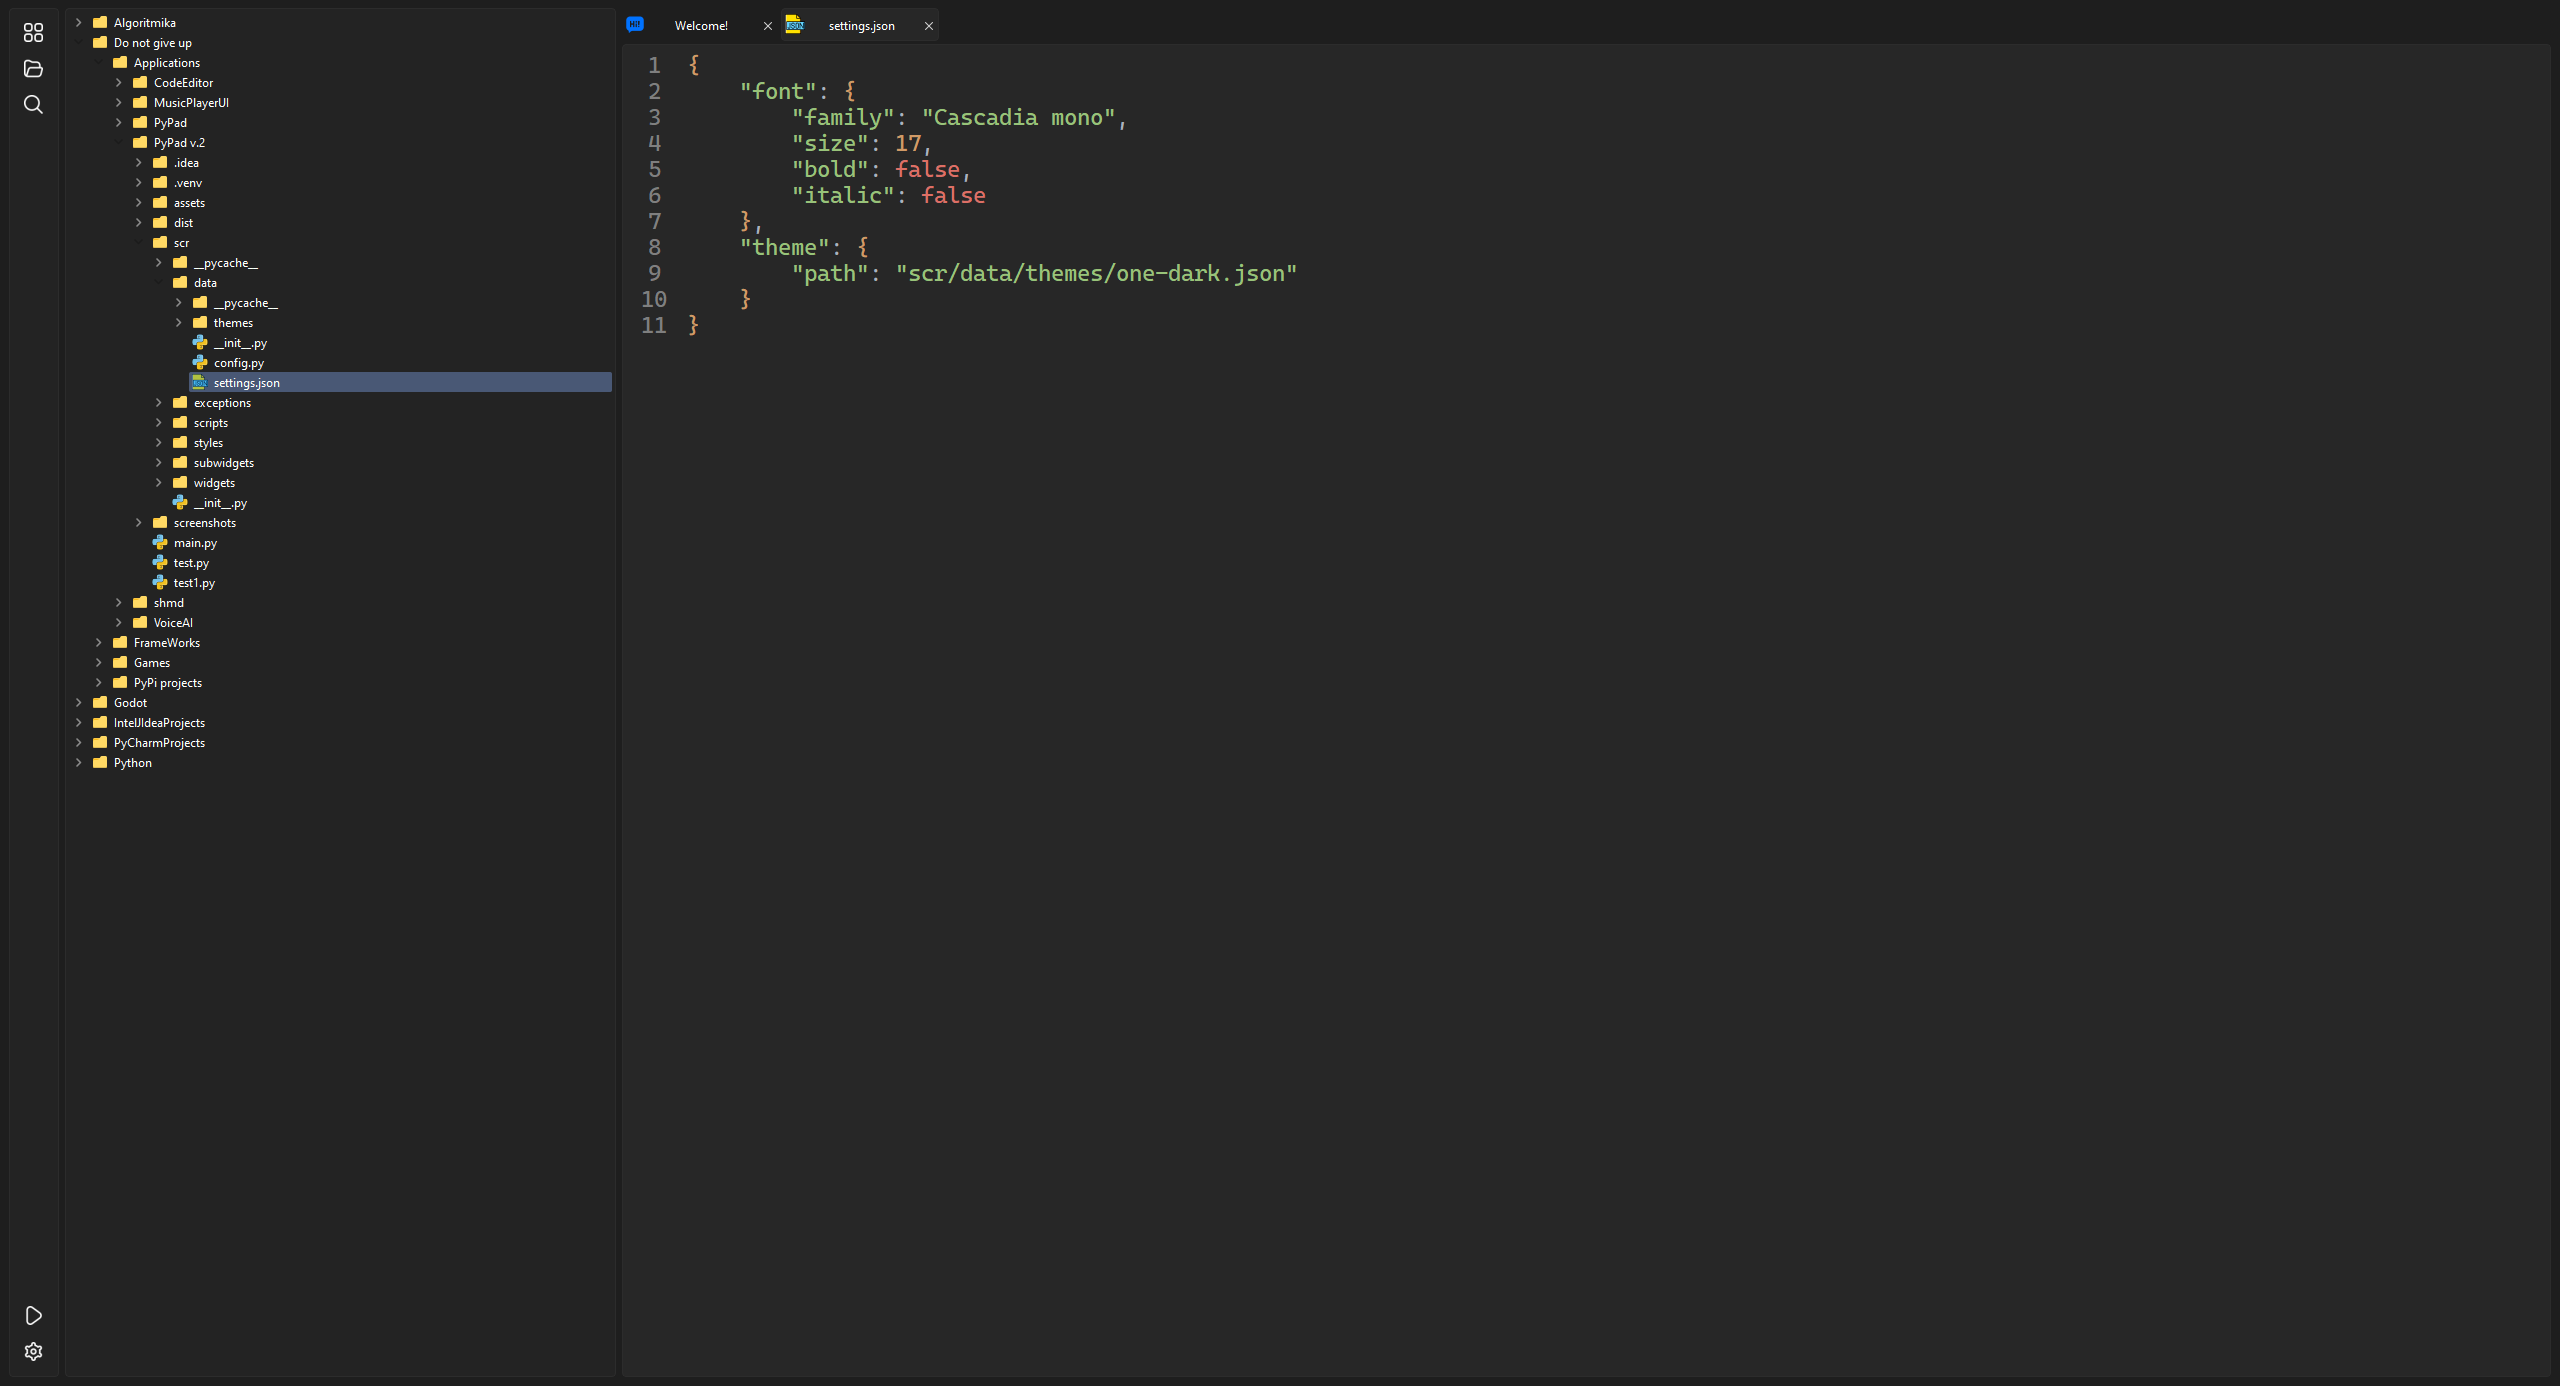 Algoritmika
Do not give up
Applications
CodeEditor
MusicPlayerUI
PyPad
PyPad v.2
.idea
.venv
assets
dist
scr
__pycache__
data
__pycache__
themes
__init__.py
config.py
settings.json
exceptions
scripts
styles
subwidgets
widgets
__init__.py
screenshots
main.py
test.py
test1.py
shmd
VoiceAI
FrameWorks
Games
PyPi projects
Godot
IntelJIdeaProjects
PyCharmProjects
Python
Hi! Welcome! JSON settings.json
1 {
2     "font": {
3         "family": "Cascadia mono",
4         "size": 17,
5         "bold": false,
6         "italic": false
7     },
8     "theme": {
9         "path": "scr/data/themes/one-dark.json"
10     }
11 }